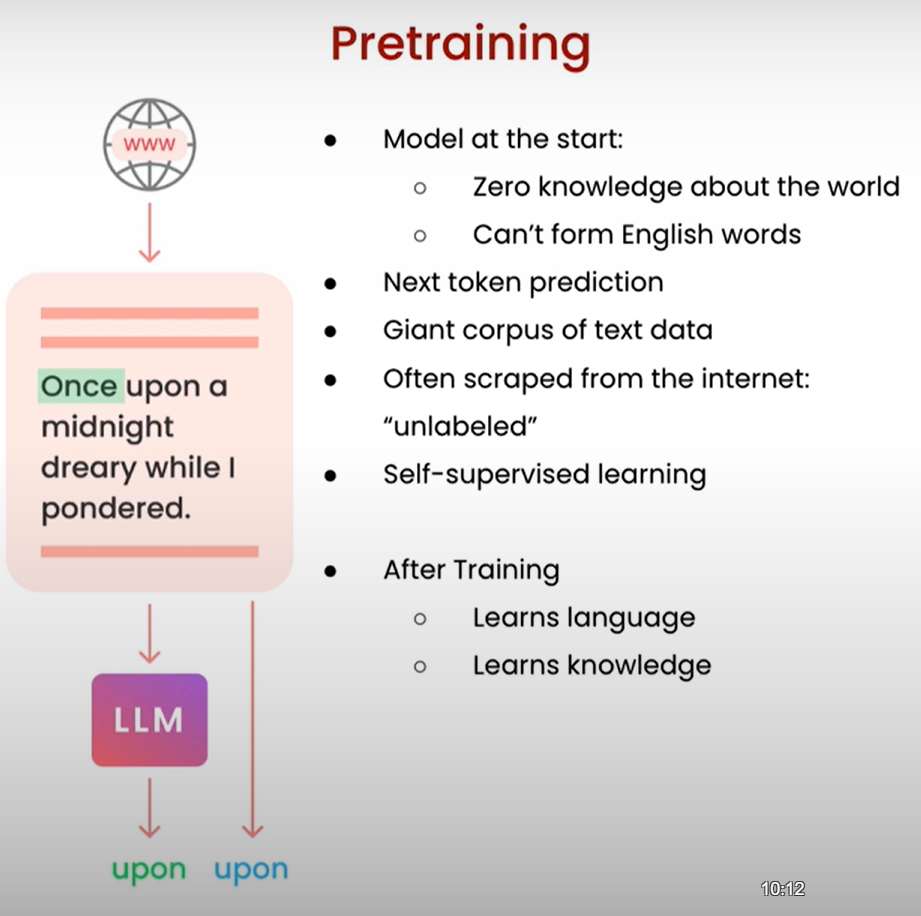 Pretraining
www
Once upon a
midnight
dreary while I
pondered.
LLM
upon upon
● Model at the start:
○ Zero knowledge about the world
○ Can't form English words
● Next token prediction
● Giant corpus of text data
● Often scraped from the internet:
“unlabeled”
● Self-supervised learning
● After Training
○ Learns language
○ Learns knowledge
10:12